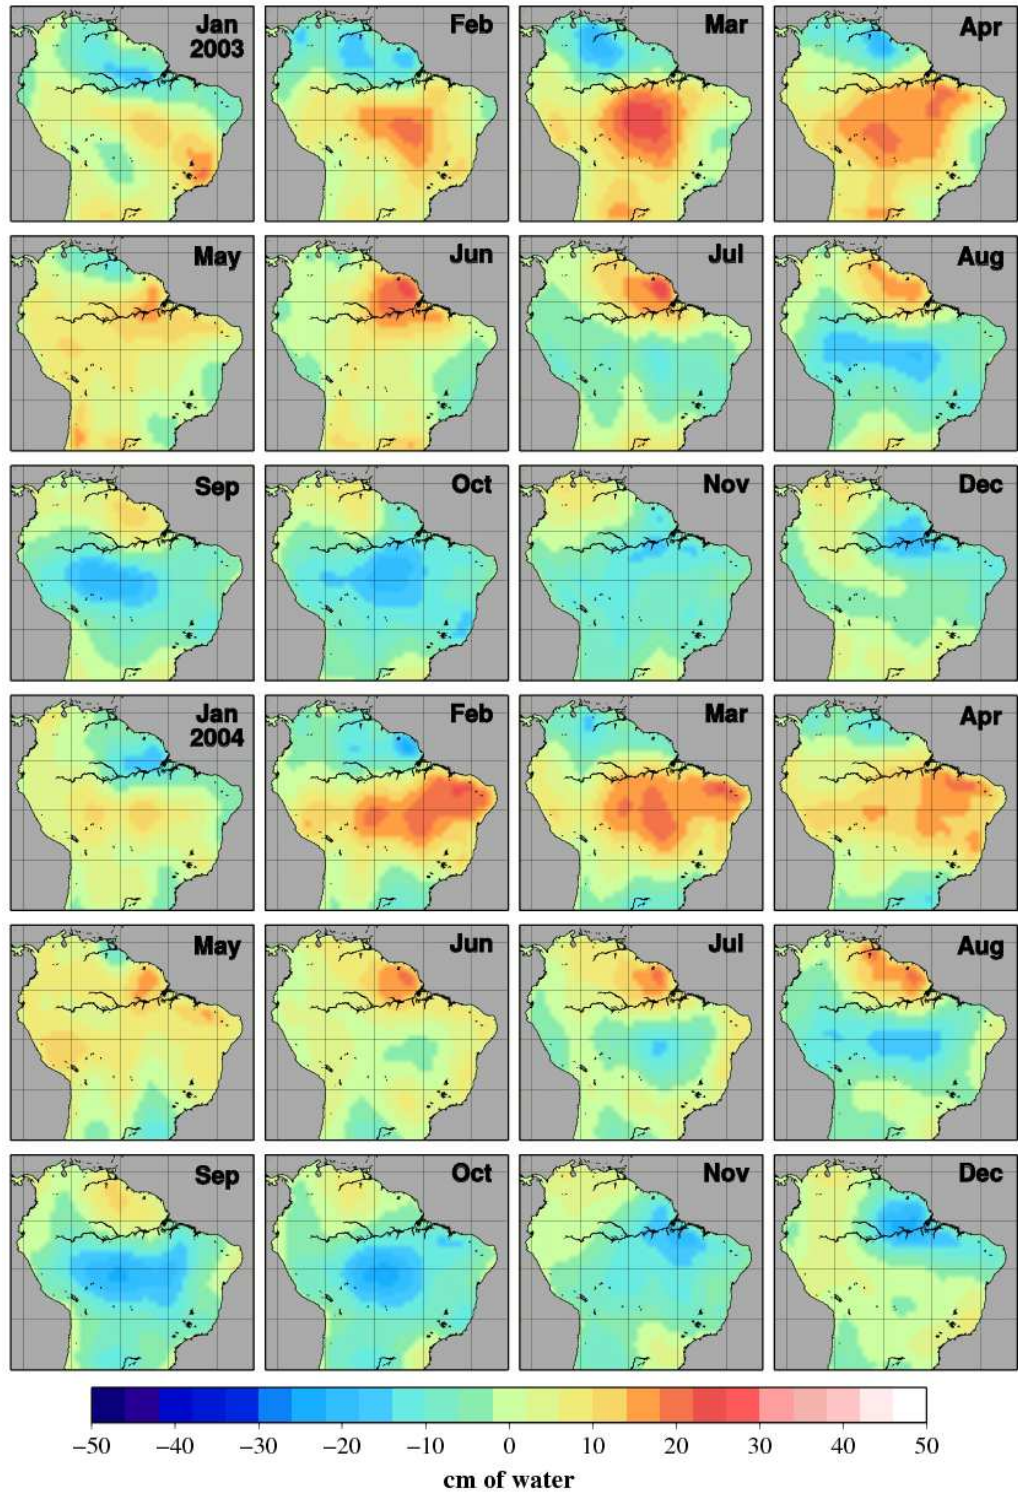 Jan
2003
Feb
Mar
Apr
May
Jun
Jul
Aug
Sep
Oct
Nov
Dec
Jan
2004
Feb
Mar
Apr
May
Jun
Jul
Aug
Sep
Oct
Nov
Dec
−50 −40 −30 −20 −10 0 10 20 30 40 50
cm of water